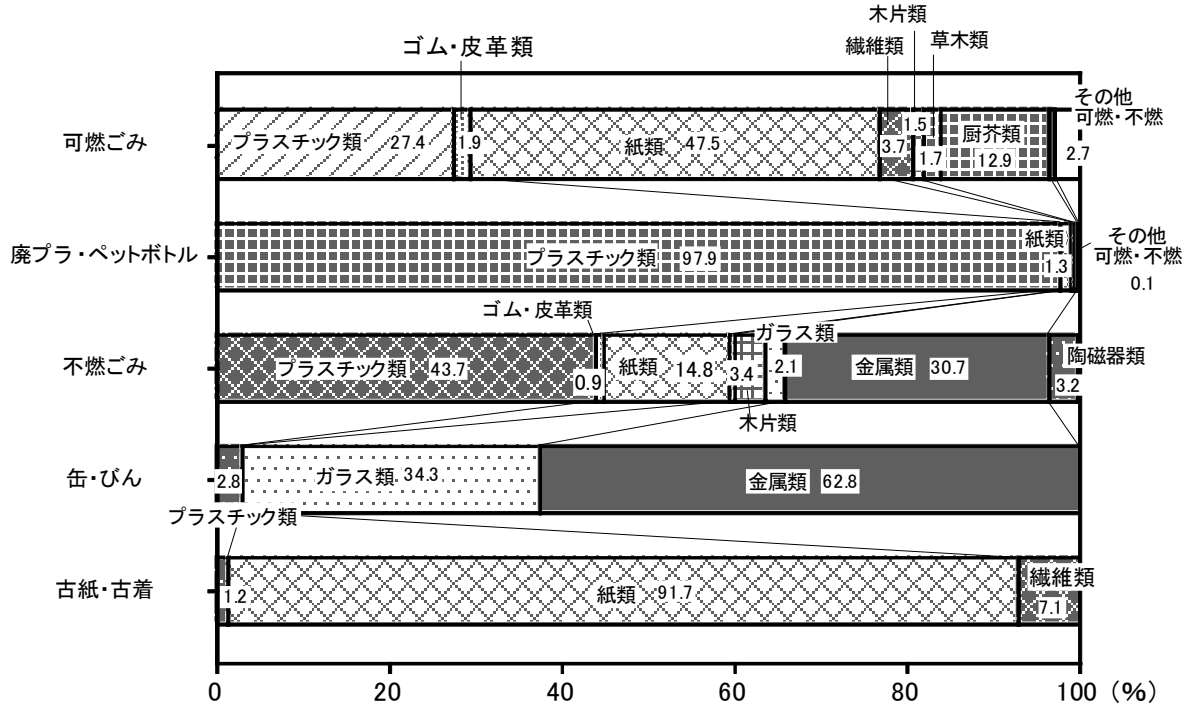 木片類
ゴム・皮革類
繊維類
草木類
その他
可燃・不燃
可燃ごみ
プラスチック類 27.4
1.9
紙類 47.5
3.7
1.5
1.7
厨芥類
12.9
2.7
廃プラ・ペットボトル
プラスチック類 97.9
紙類
1.3
その他
可燃・不燃
0.1
ゴム・皮革類
ガラス類
不燃ごみ
プラスチック類 43.7
0.9
紙類 14.8
3.4
2.1
金属類 30.7
陶磁器類
3.2
木片類
缶・びん
2.8
ガラス類 34.3
金属類 62.8
プラスチック類
古紙・古着
1.2
紙類 91.7
繊維類
7.1
0 20 40 60 80 100 (%)